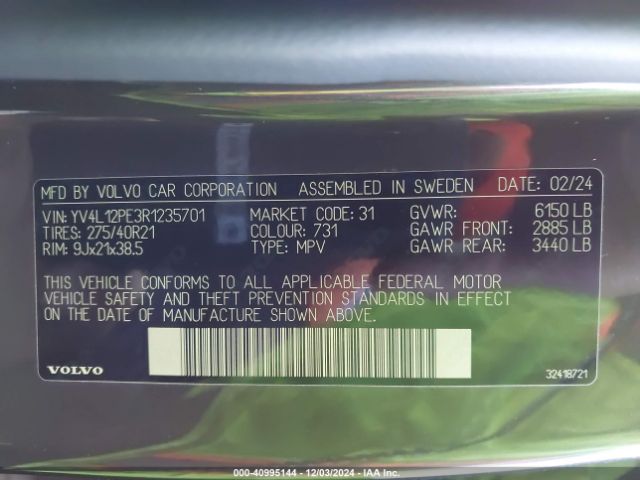 MFD BY VOLVO CAR CORPORATION ASSEMBLED IN SWEDEN DATE: 02/24
VIN: YV4L12PE3R1235701 MARKET CODE: 31 GVWR: 6150 LB
TIRES: 275/40R21 COLOUR: 731 GAWR FRONT: 2885 LB
RIM: 9Jx21x38.5 TYPE: MPV GAWR REAR: 3440 LB
THIS VEHICLE CONFORMS TO ALL APPLICABLE FEDERAL MOTOR
VEHICLE SAFETY AND THEFT PREVENTION STANDARDS IN EFFECT
ON THE DATE OF MANUFACTURE SHOWN ABOVE.
VOLVO 32418721
000-40995144 - 12/03/2024 - IAA Inc.